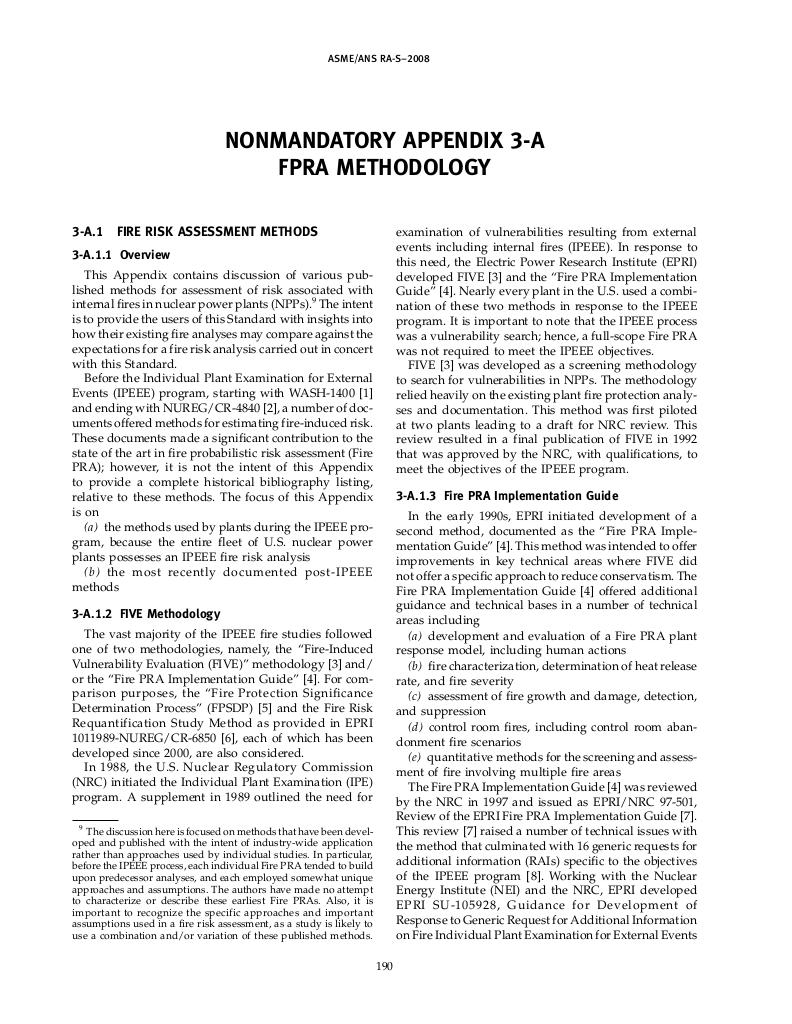 ASME/ANS RA-S–2008
NONMANDATORY APPENDIX 3-A
FPRA METHODOLOGY
3-A.1 FIRE RISK ASSESSMENT METHODS
3-A.1.1 Overview
This Appendix contains discussion of various pub-
lished methods for assessment of risk associated with
internal fires in nuclear power plants (NPPs).9 The intent
is to provide the users of this Standard with insights into
how their existing fire analyses may compare against the
expectations for a fire risk analysis carried out in concert
with this Standard.
Before the Individual Plant Examination for External
Events (IPEEE) program, starting with WASH-1400 [1]
and ending with NUREG/CR-4840 [2], a number of doc-
uments offered methods for estimating fire-induced risk.
These documents made a significant contribution to the
state of the art in fire probabilistic risk assessment (Fire
PRA); however, it is not the intent of this Appendix
to provide a complete historical bibliography listing,
relative to these methods. The focus of this Appendix
is on
(a) the methods used by plants during the IPEEE pro-
gram, because the entire fleet of U.S. nuclear power
plants possesses an IPEEE fire risk analysis
(b) the most recently documented post-IPEEE
methods
3-A.1.2 FIVE Methodology
The vast majority of the IPEEE fire studies followed
one of two methodologies, namely, the “Fire-Induced
Vulnerability Evaluation (FIVE)” methodology [3] and/
or the “Fire PRA Implementation Guide” [4]. For com-
parison purposes, the “Fire Protection Significance
Determination Process” (FPSDP) [5] and the Fire Risk
Requantification Study Method as provided in EPRI
1011989-NUREG/CR-6850 [6], each of which has been
developed since 2000, are also considered.
In 1988, the U.S. Nuclear Regulatory Commission
(NRC) initiated the Individual Plant Examination (IPE)
program. A supplement in 1989 outlined the need for
9 The discussion here is focused on methods that have been devel-
oped and published with the intent of industry-wide application
rather than approaches used by individual studies. In particular,
before the IPEEE process, each individual Fire PRA tended to build
upon predecessor analyses, and each employed somewhat unique
approaches and assumptions. The authors have made no attempt
to characterize or describe these earliest Fire PRAs. Also, it is
important to recognize the specific approaches and important
assumptions used in a fire risk assessment, as a study is likely to
use a combination and/or variation of these published methods.
examination of vulnerabilities resulting from external
events including internal fires (IPEEE). In response to
this need, the Electric Power Research Institute (EPRI)
developed FIVE [3] and the “Fire PRA Implementation
Guide” [4]. Nearly every plant in the U.S. used a combi-
nation of these two methods in response to the IPEEE
program. It is important to note that the IPEEE process
was a vulnerability search; hence, a full-scope Fire PRA
was not required to meet the IPEEE objectives.
FIVE [3] was developed as a screening methodology
to search for vulnerabilities in NPPs. The methodology
relied heavily on the existing plant fire protection analy-
ses and documentation. This method was first piloted
at two plants leading to a draft for NRC review. This
review resulted in a final publication of FIVE in 1992
that was approved by the NRC, with qualifications, to
meet the objectives of the IPEEE program.
3-A.1.3 Fire PRA Implementation Guide
In the early 1990s, EPRI initiated development of a
second method, documented as the “Fire PRA Imple-
mentation Guide” [4]. This method was intended to offer
improvements in key technical areas where FIVE did
not offer a specific approach to reduce conservatism. The
Fire PRA Implementation Guide [4] offered additional
guidance and technical bases in a number of technical
areas including
(a) development and evaluation of a Fire PRA plant
response model, including human actions
(b) fire characterization, determination of heat release
rate, and fire severity
(c) assessment of fire growth and damage, detection,
and suppression
(d) control room fires, including control room aban-
donment fire scenarios
(e) quantitative methods for the screening and assess-
ment of fire involving multiple fire areas
The Fire PRA Implementation Guide [4] was reviewed
by the NRC in 1997 and issued as EPRI/NRC 97-501,
Review of the EPRI Fire PRA Implementation Guide [7].
This review [7] raised a number of technical issues with
the method that culminated with 16 generic requests for
additional information (RAIs) specific to the objectives
of the IPEEE program [8]. Working with the Nuclear
Energy Institute (NEI) and the NRC, EPRI developed
EPRI SU-105928, Guidance for Development of
Response to Generic Request for Additional Information
on Fire Individual Plant Examination for External Events
190